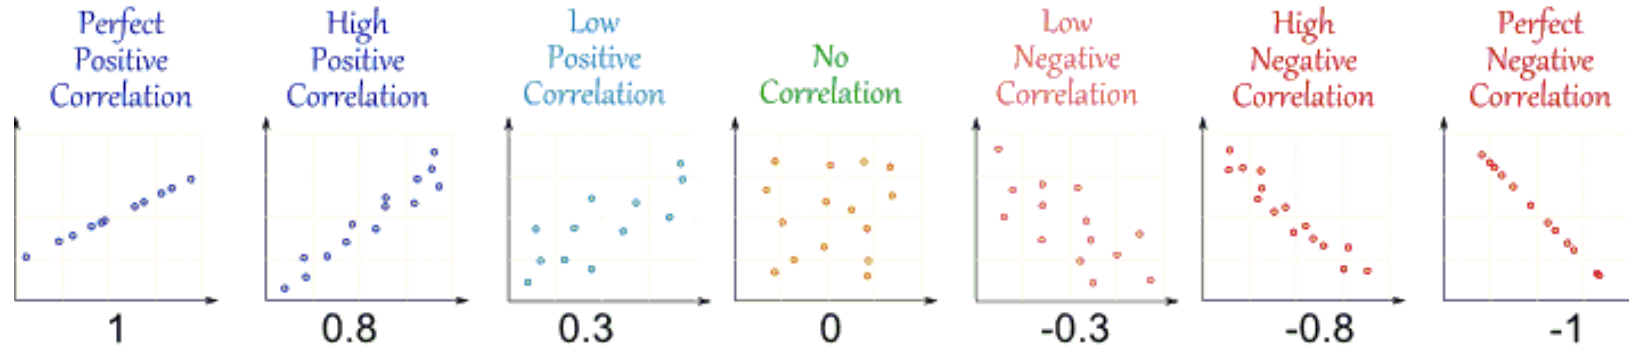 Perfect
Positive
Correlation
High
Positive
Correlation
Low
Positive
Correlation
No
Correlation
Low
Negative
Correlation
High
Negative
Correlation
Perfect
Negative
Correlation
1
0.8
0.3
0
-0.3
-0.8
-1